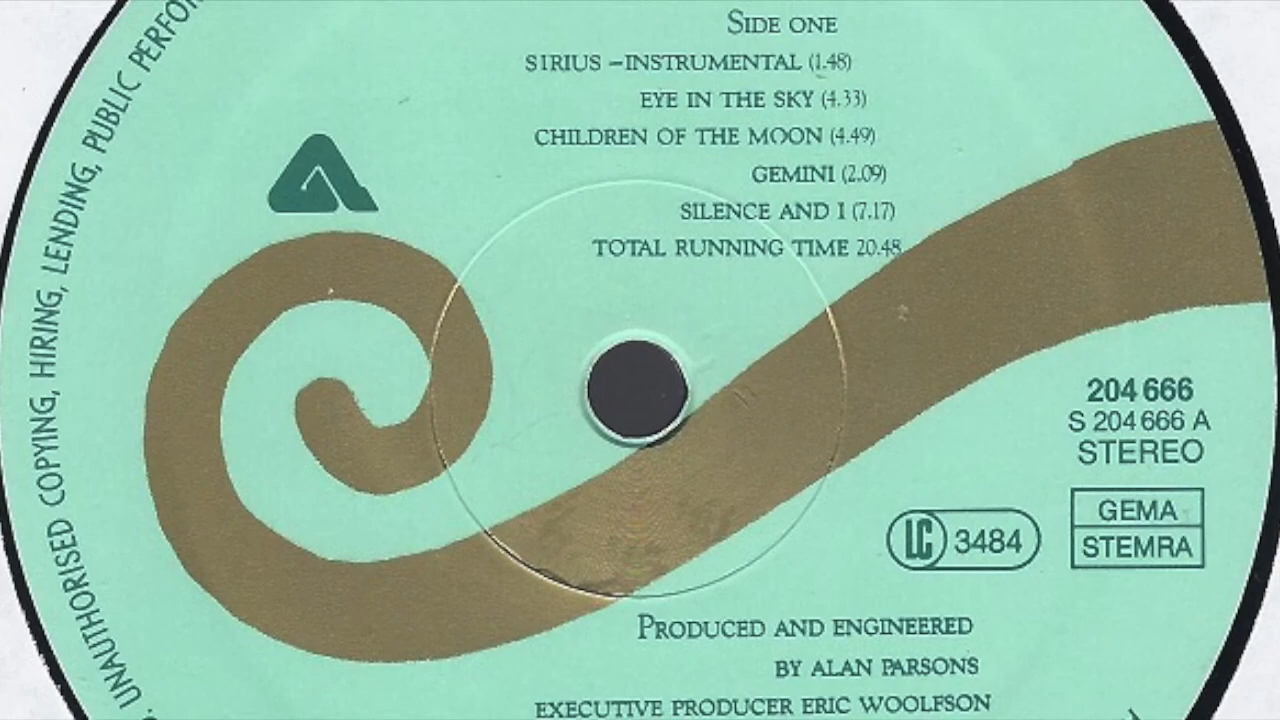 SIDE ONE
SIRIUS –INSTRUMENTAL (1.48)
EYE IN THE SKY (4.33)
CHILDREN OF THE MOON (4.49)
GEMINI (2.09)
SILENCE AND I (7.17)
TOTAL RUNNING TIME 20.48
204 666
S 204 666 A
STEREO
LC 3484
GEMA
STEMRA
PRODUCED AND ENGINEERED
BY ALAN PARSONS
EXECUTIVE PRODUCER ERIC WOOLFSON
UNAUTHORISED COPYING, HIRING, LENDING, PUBLIC